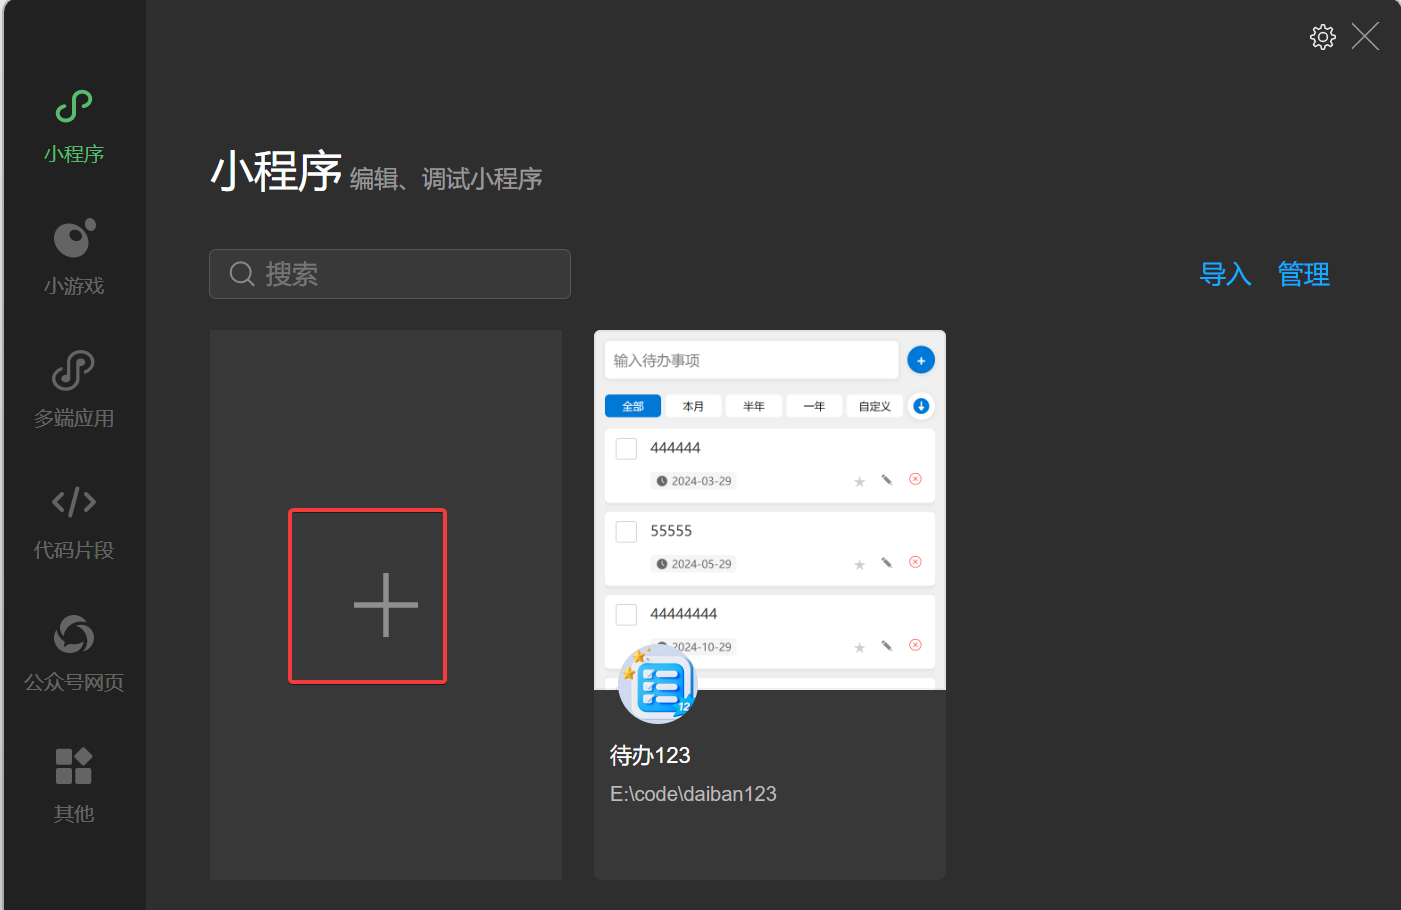 小程序
小游戏
多端应用
代码片段
公众号网页
其他
小程序 编辑、调试小程序
搜索
导入 管理
输入待办事项
全部 本月 半年 一年 自定义
444444
2024-03-29
55555
2024-05-29
44444444
2024-10-29
12
待办123
E:\code\daiban123